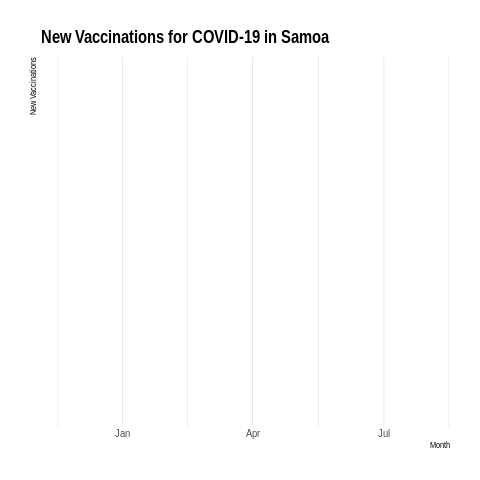 New Vaccinations for COVID-19 in Samoa
New Vaccinations
Jan Apr Jul
Month